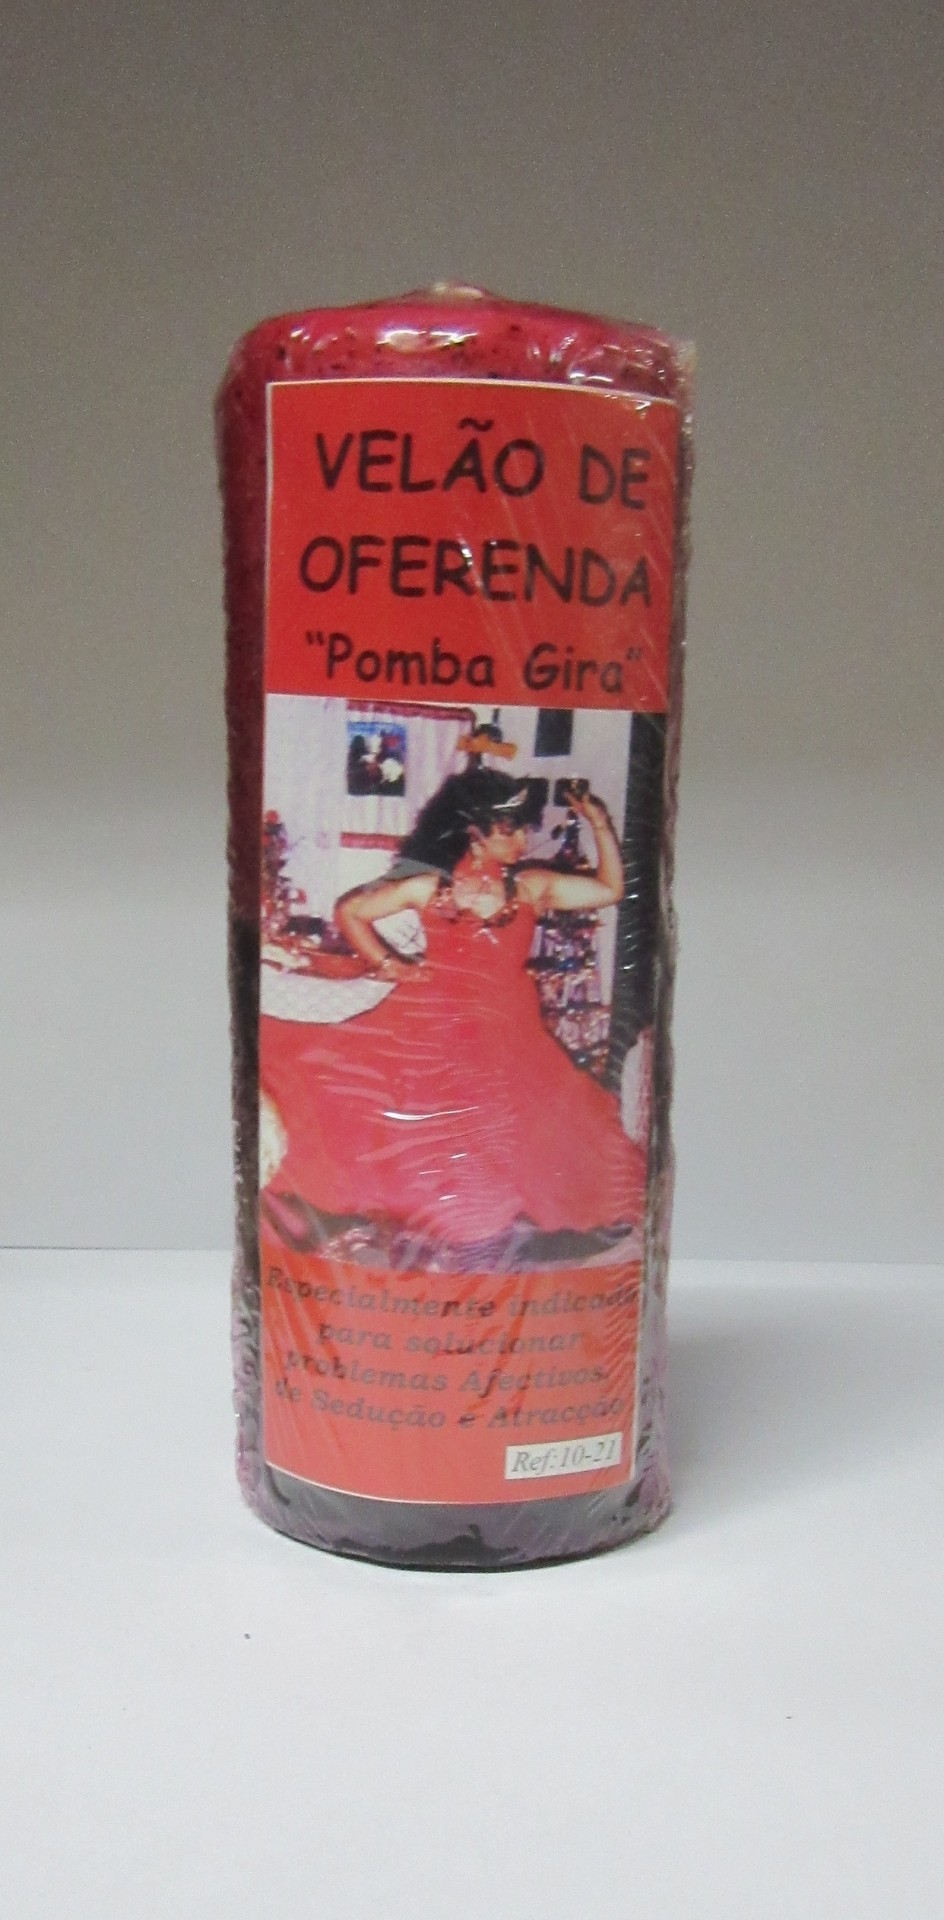 VELÃO DE
OFERENDA
"Pomba Gira"
Especialmente indicado
para solucionar
problemas Afectivos,
de Sedução e Atracção
Ref:10-21